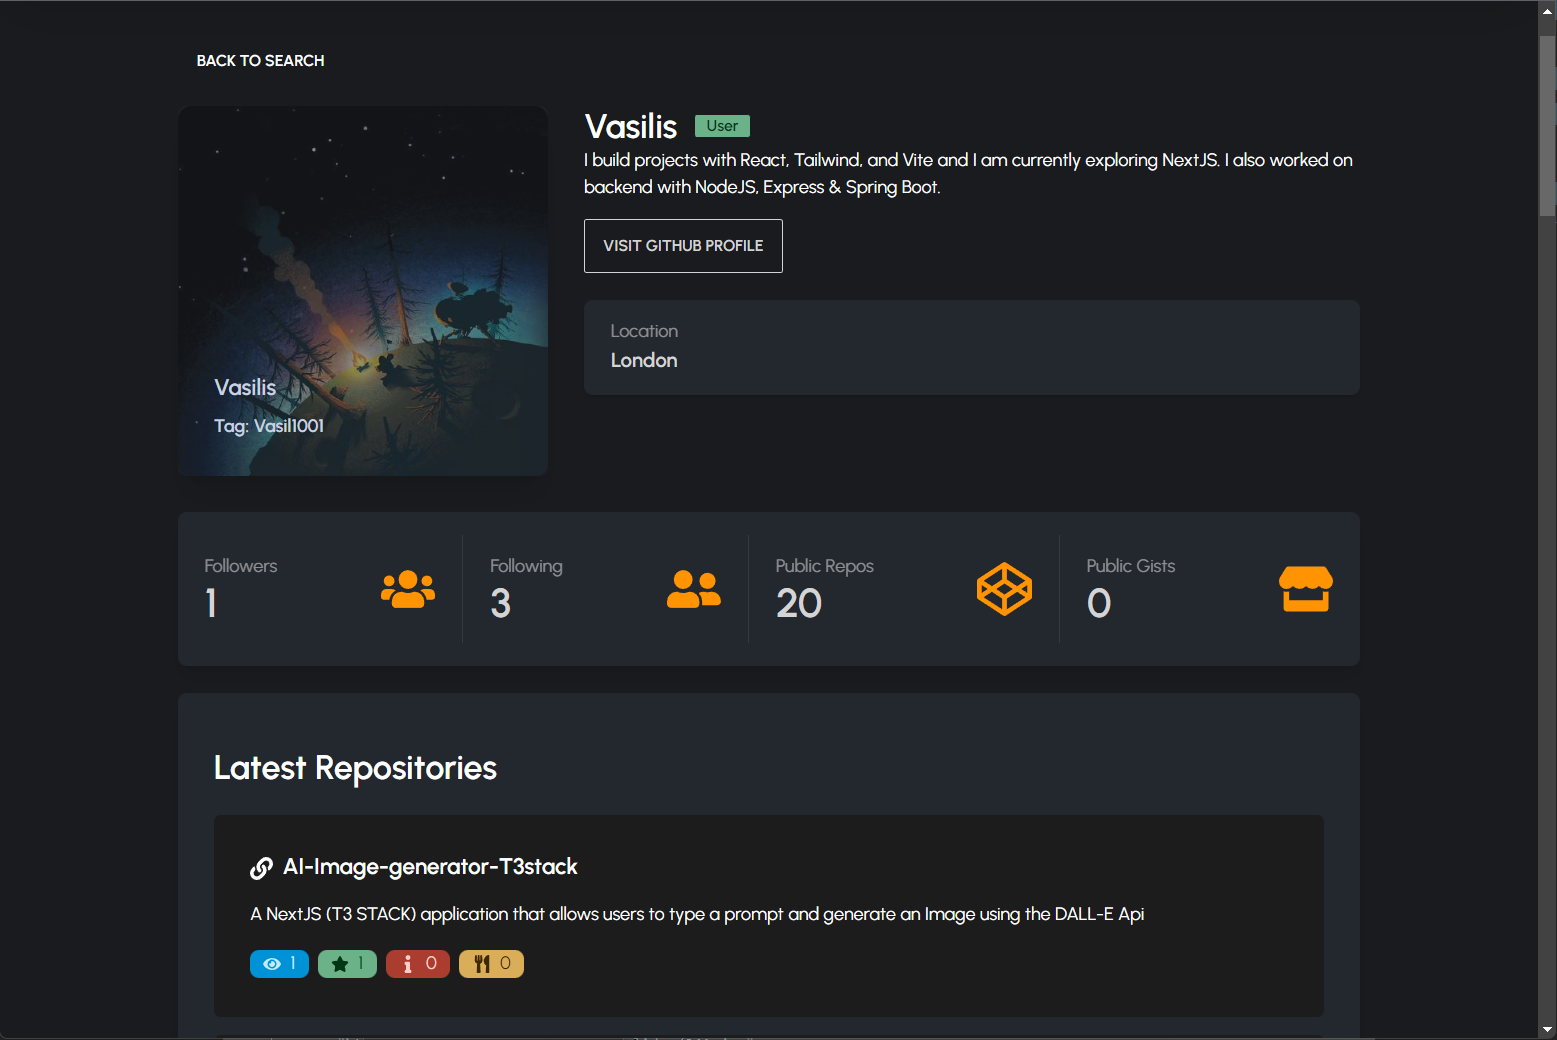 BACK TO SEARCH
Vasilis User
I build projects with React, Tailwind, and Vite and I am currently exploring NextJS. I also worked on
backend with NodeJS, Express & Spring Boot.
VISIT GITHUB PROFILE
Location
London
Vasilis
Tag: Vasil1001
Followers
1
Following
3
Public Repos
20
Public Gists
0
Latest Repositories
AI-Image-generator-T3stack
A NextJS (T3 STACK) application that allows users to type a prompt and generate an Image using the DALL-E Api
1 1 0 0